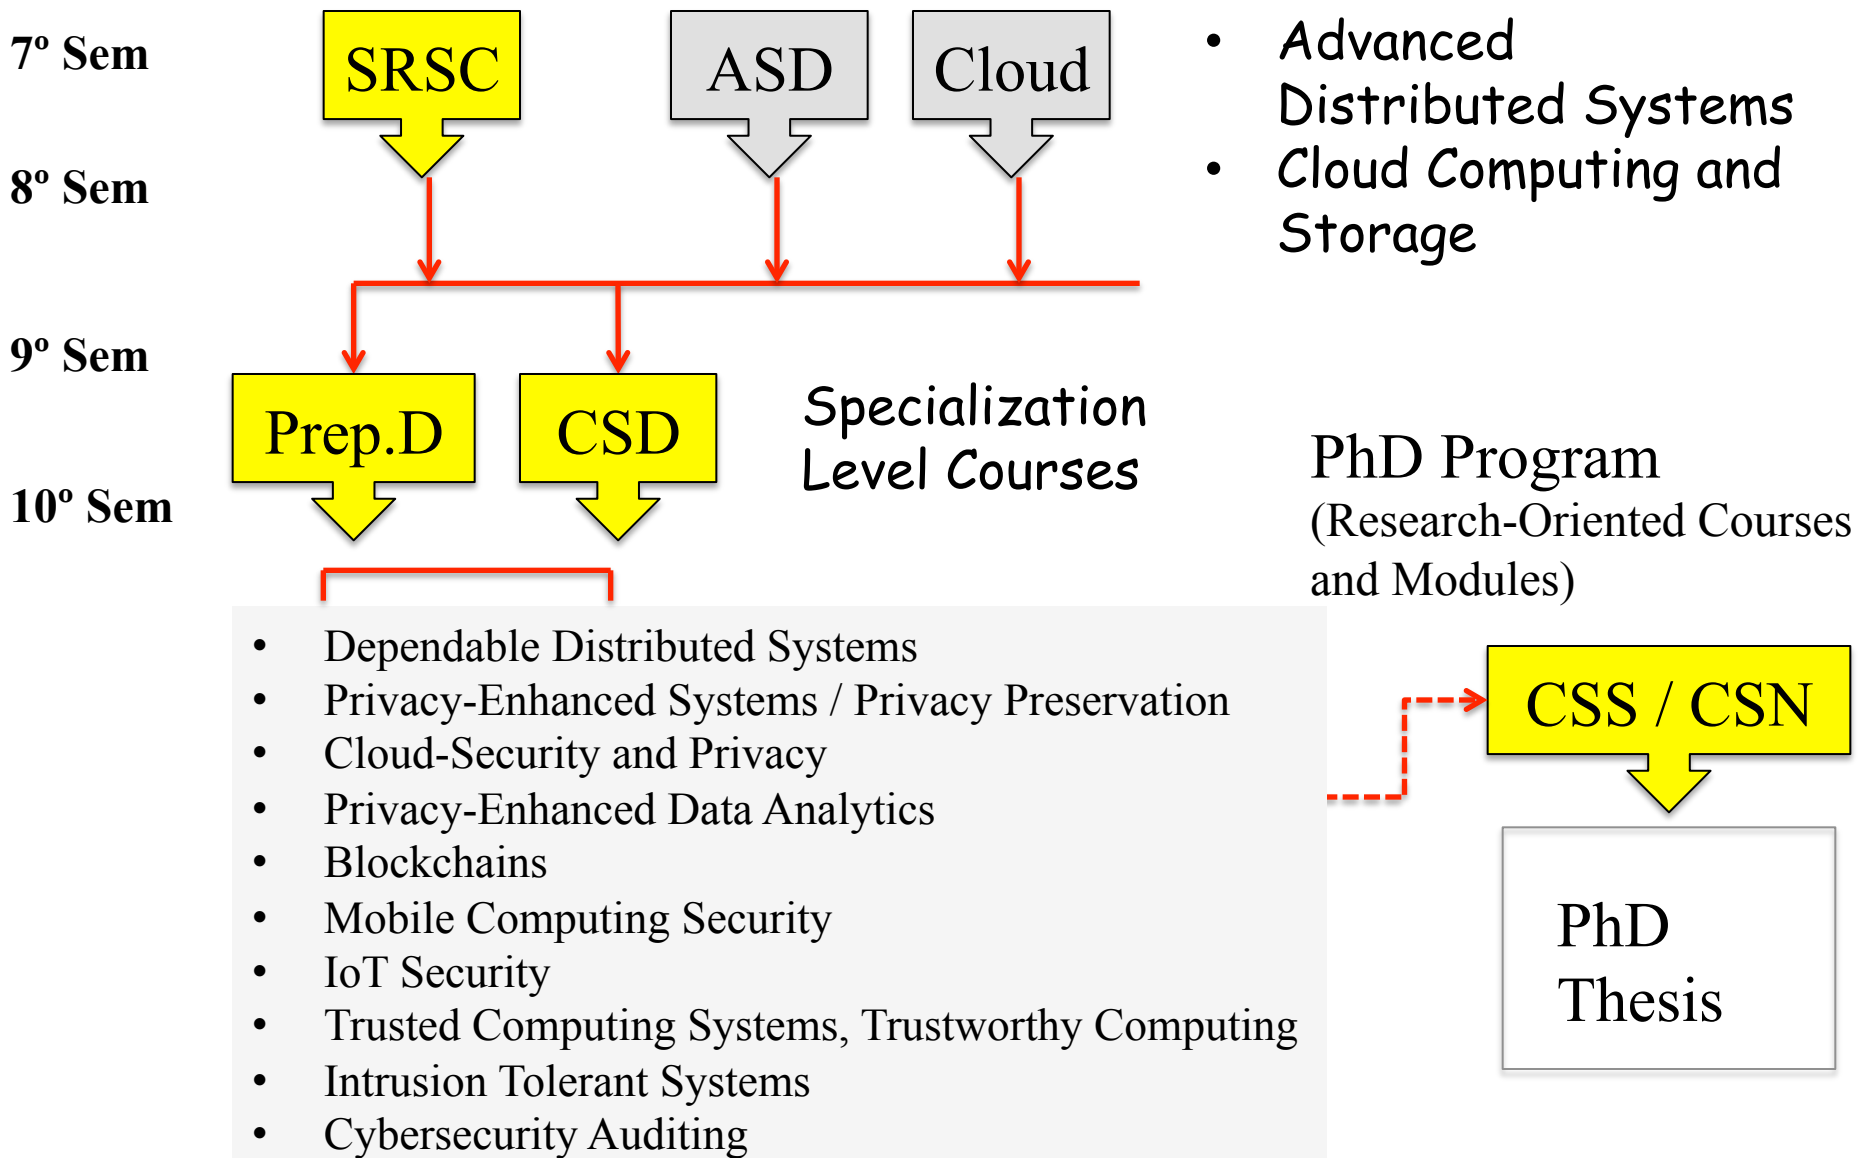 7º Sem
SRSC
ASD
Cloud
• Advanced
Distributed Systems
• Cloud Computing and
Storage
8º Sem
9º Sem
Prep.D
CSD
Specialization
Level Courses
10º Sem
PhD Program
(Research-Oriented Courses
and Modules)
• Dependable Distributed Systems
• Privacy-Enhanced Systems / Privacy Preservation
• Cloud-Security and Privacy
• Privacy-Enhanced Data Analytics
• Blockchains
• Mobile Computing Security
• IoT Security
• Trusted Computing Systems, Trustworthy Computing
• Intrusion Tolerant Systems
• Cybersecurity Auditing
CSS / CSN
PhD
Thesis